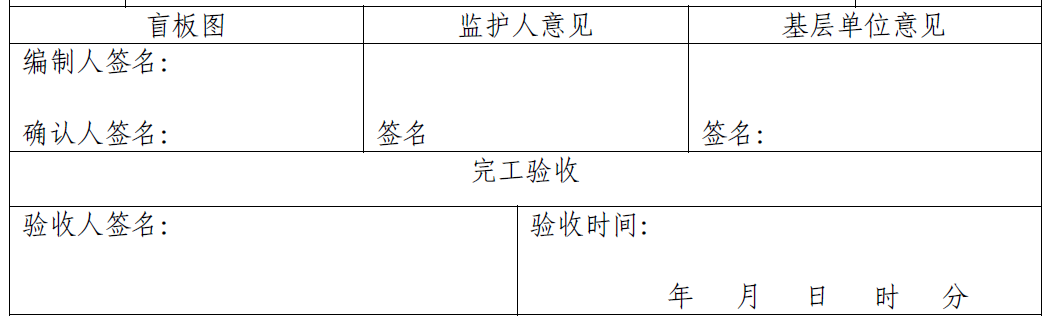 盲板图 监护人意见 基层单位意见
编制人签名:
确认人签名: 签名 签名:
完工验收
验收人签名: 验收时间:
年 月 日 时 分